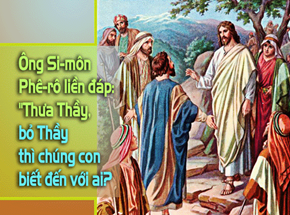 Ông Si-môn
Phê-rô liền đáp:
"Thưa Thầy,
bỏ Thầy
thì chúng con
biết đến với ai?